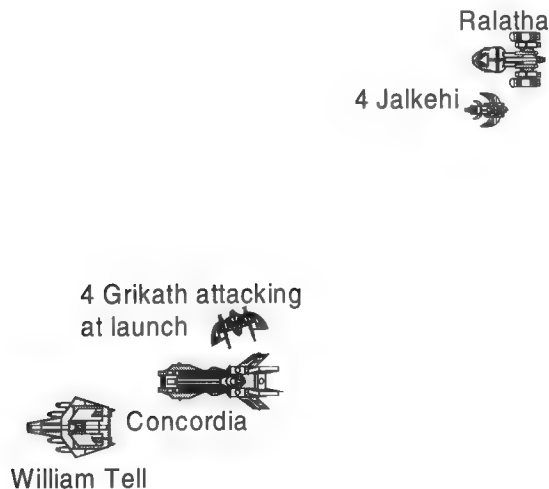 Ralatha
4 Jalkehi
4 Grikath attacking
at launch
Concordia
William Tell